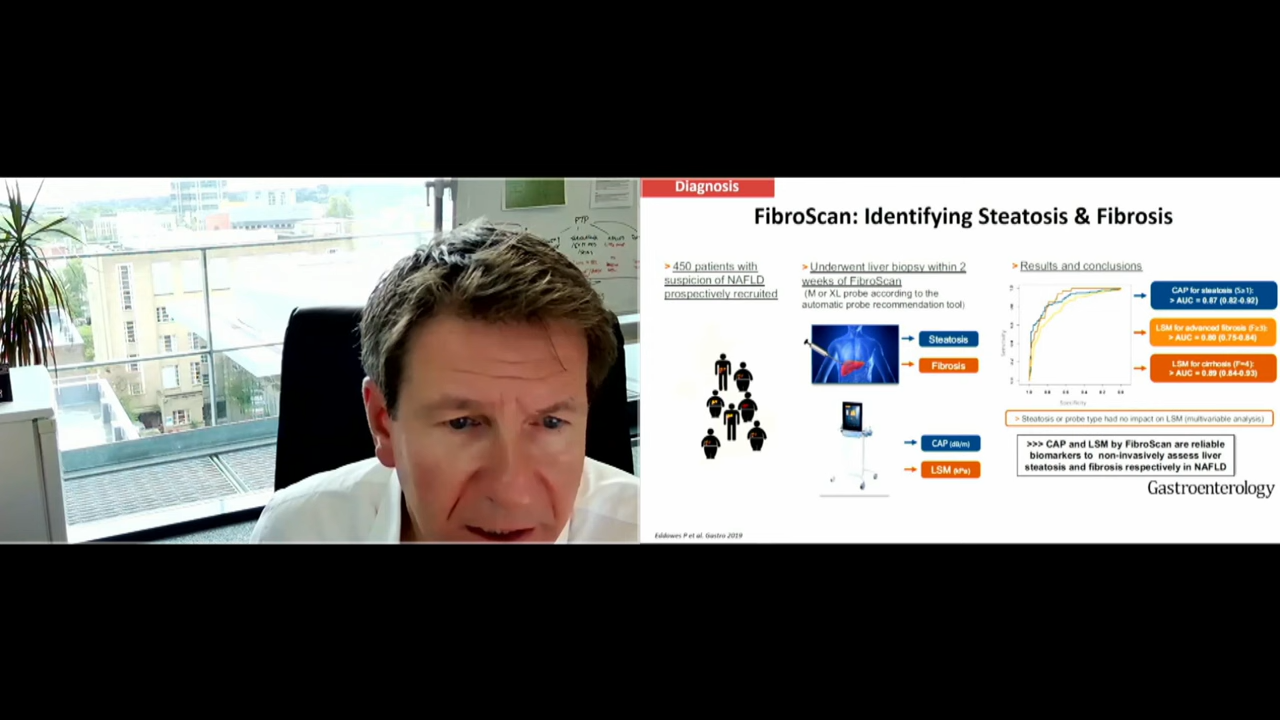 PTP
Diagnosis
FibroScan: Identifying Steatosis & Fibrosis
> 450 patients with
suspicion of NAFLD
prospectively recruited
> Underwent liver biopsy within 2
weeks of FibroScan
(M or XL probe according to the
automatic probe recommendation tool)
Steatosis
Fibrosis
CAP (dB/m)
LSM (kPa)
> Results and conclusions
CAP for steatosis (S≥1):
> AUC = 0.87 (0.82-0.92)
LSM for advanced fibrosis (F≥3):
> AUC = 0.80 (0.75-0.84)
LSM for cirrhosis (F=4):
> AUC = 0.89 (0.84-0.93)
Sensitivity
Specificity
> Steatosis or probe type had no impact on LSM (multivariable analysis)
>>> CAP and LSM by FibroScan are reliable
biomarkers to non-invasively assess liver
steatosis and fibrosis respectively in NAFLD
Gastroenterology
Eddowes P et al. Gastro 2019